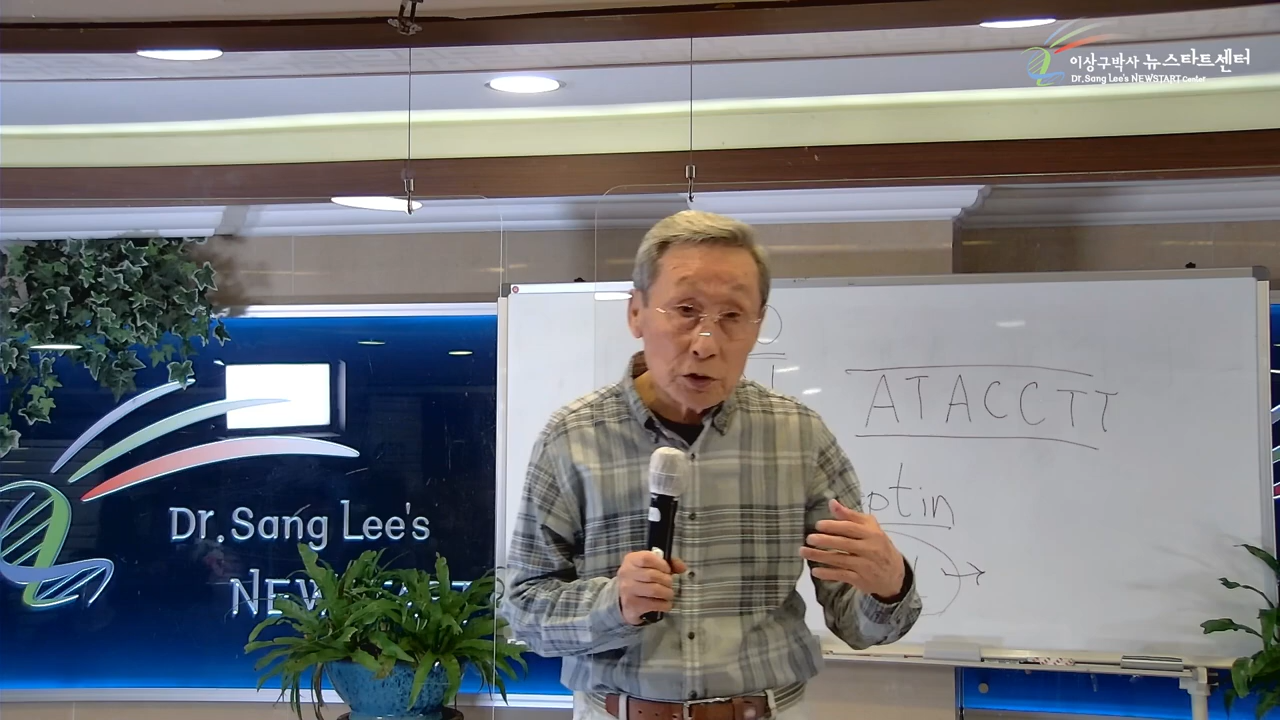 이상구박사 뉴스타트센터
Dr. Sang Lee's NEWSTART Center
ATACCTT
ptin
Dr. Sang Lee's